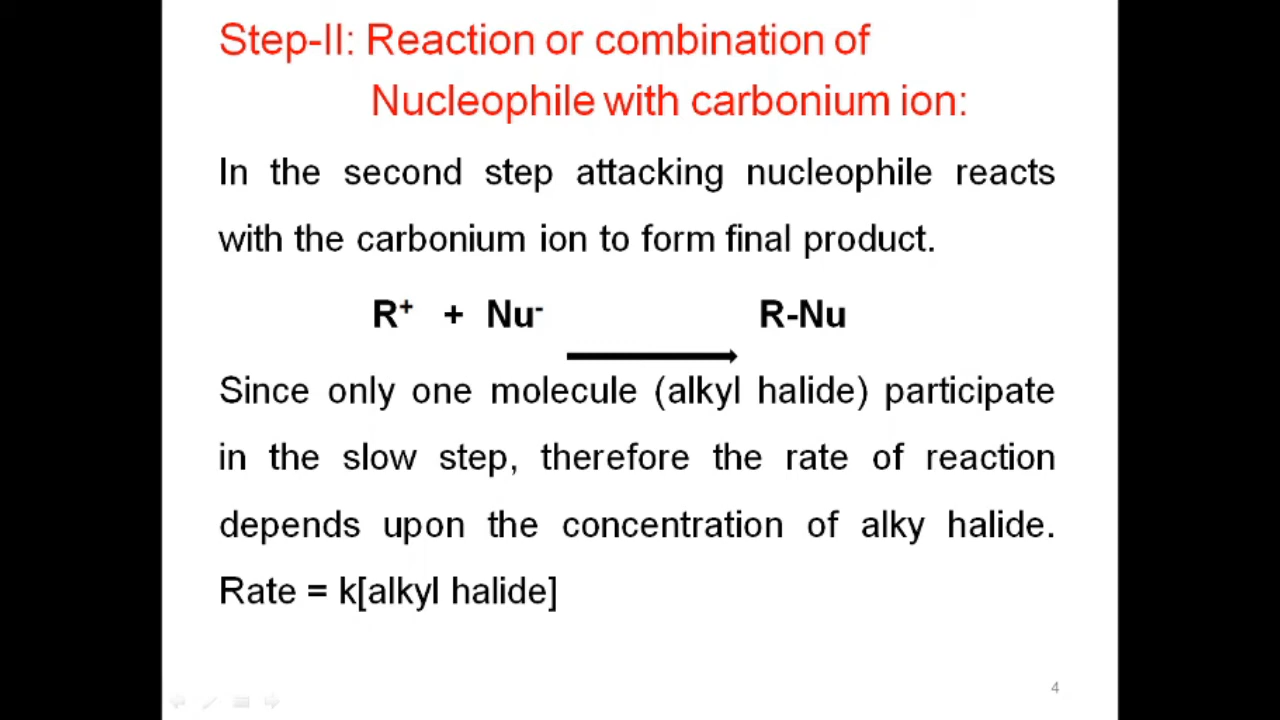 Step-II: Reaction or combination of
Nucleophile with carbonium ion:
In the second step attacking nucleophile reacts
with the carbonium ion to form final product.
R⁺ + Nu⁻ R-Nu
Since only one molecule (alkyl halide) participate
in the slow step, therefore the rate of reaction
depends upon the concentration of alky halide.
Rate = k[alkyl halide]
4